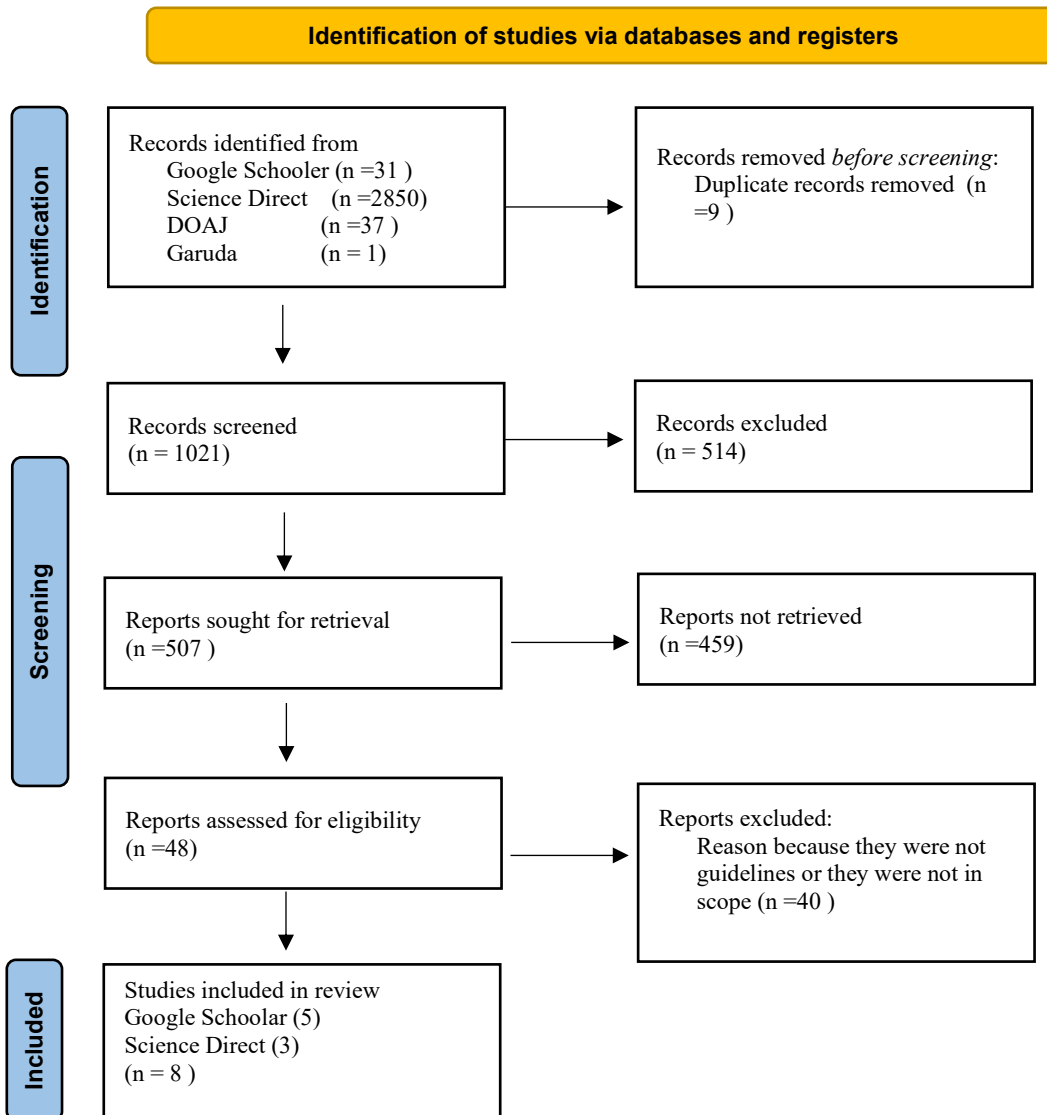 Identification of studies via databases and registers
Identification
Records identified from
Google Schooler (n =31 )
Science Direct (n =2850)
DOAJ (n =37 )
Garuda (n = 1)
Records removed before screening:
Duplicate records removed (n
=9 )
Screening
Records screened
(n = 1021)
Records excluded
(n = 514)
Reports sought for retrieval
(n =507 )
Reports not retrieved
(n =459)
Reports assessed for eligibility
(n =48)
Reports excluded:
Reason because they were not
guidelines or they were not in
scope (n =40 )
Included
Studies included in review
Google Schoolar (5)
Science Direct (3)
(n = 8 )